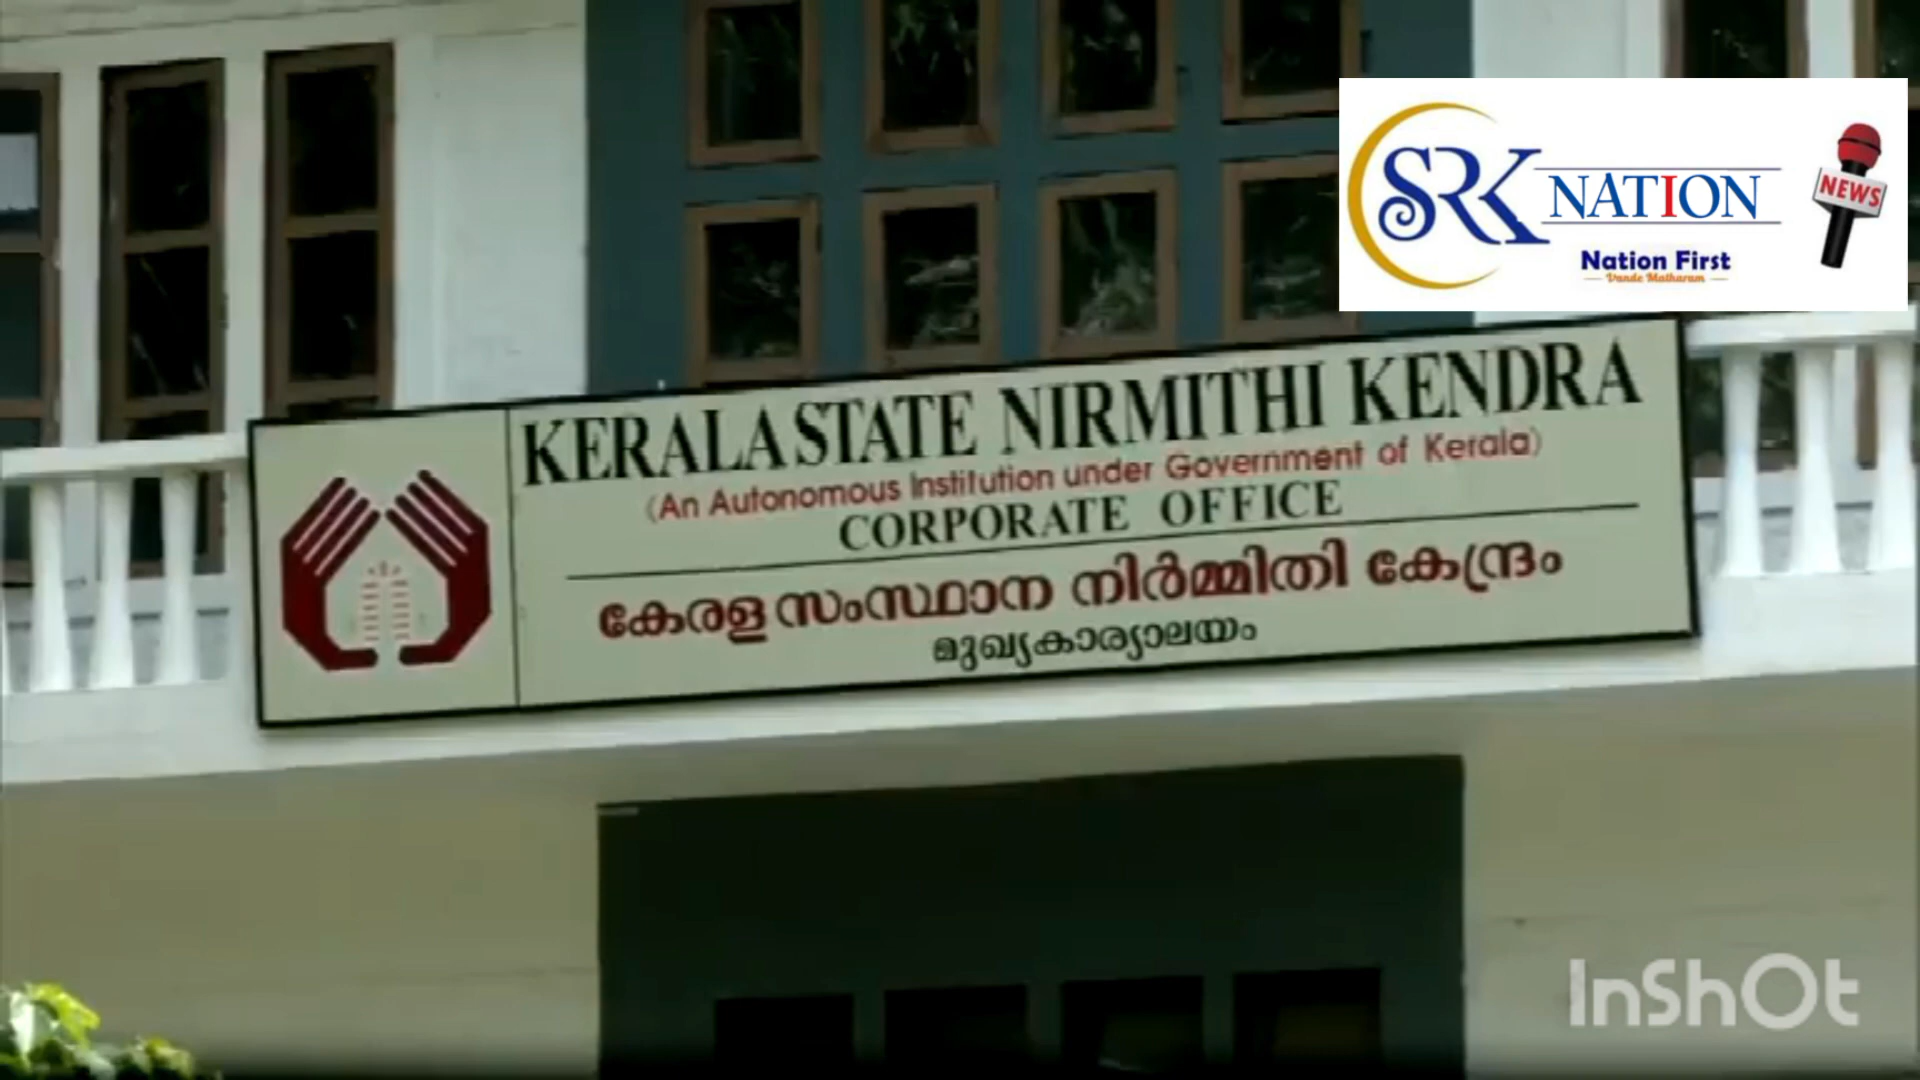 SRK NATION
NEWS
Nation First
Vande Matharam
KERALA STATE NIRMITHI KENDRA
(An Autonomous Institution under Government of Kerala)
CORPORATE OFFICE
കേരള സംസ്ഥാന നിർമ്മിതി കേന്ദ്രം
മുഖ്യകാര്യാലയം
InShOt